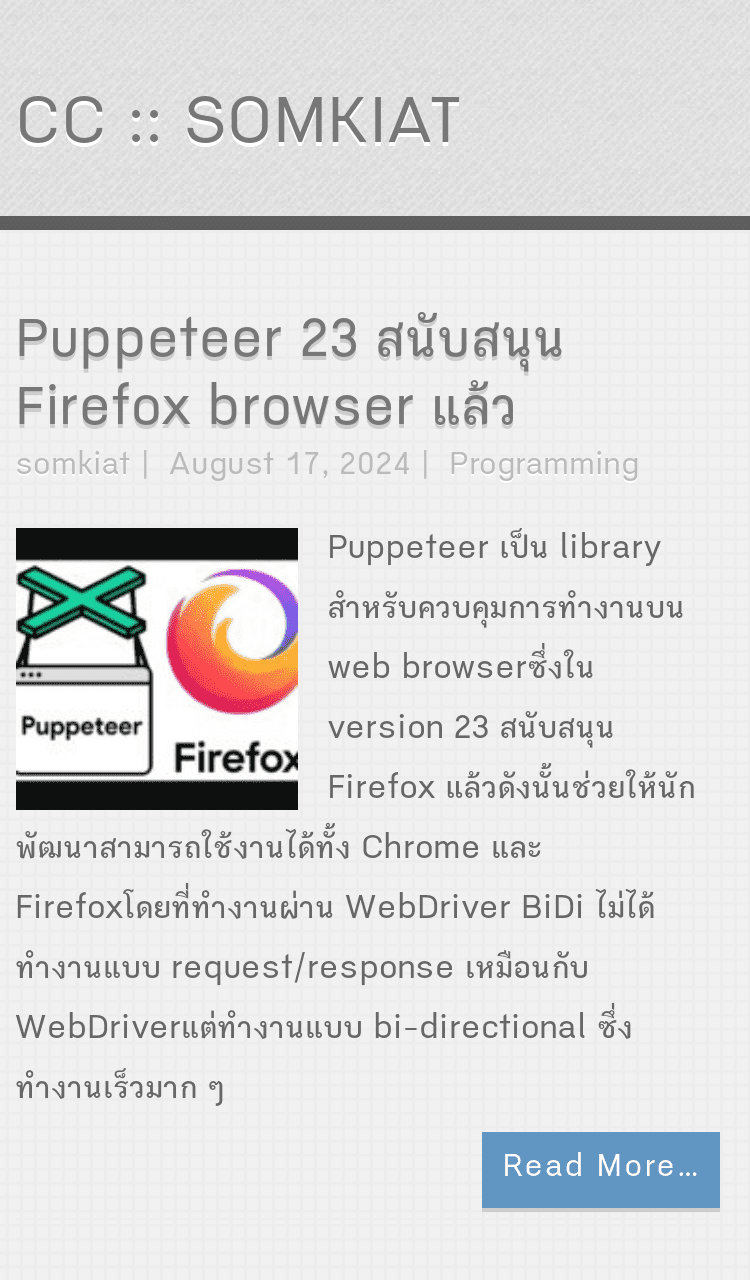 CC :: SOMKIAT
Puppeteer 23 สนับสนุน
Firefox browser แล้ว
somkiat | August 17, 2024 | Programming
Puppeteer
Firefox
Puppeteer เป็น library
สำหรับควบคุมการทำงานบน
web browserซึ่งใน
version 23 สนับสนุน
Firefox แล้วดังนั้นช่วยให้นัก
พัฒนาสามารถใช้งานได้ทั้ง Chrome และ
Firefoxโดยที่ทำงานผ่าน WebDriver BiDi ไม่ได้
ทำงานแบบ request/response เหมือนกับ
WebDriverแต่ทำงานแบบ bi-directional ซึ่ง
ทำงานเร็วมาก ๆ
Read More…